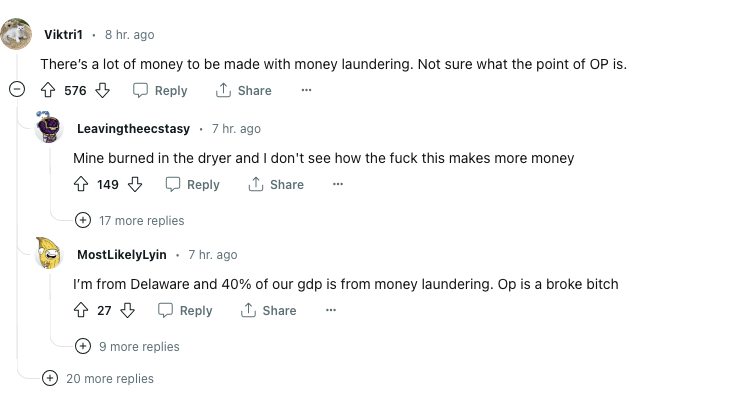 Viktri1 · 8 hr. ago
There's a lot of money to be made with money laundering. Not sure what the point of OP is.
576 Reply Share ···
Leavingtheecstasy · 7 hr. ago
Mine burned in the dryer and I don't see how the fuck this makes more money
149 Reply Share ···
17 more replies
MostLikelyLyin · 7 hr. ago
I'm from Delaware and 40% of our gdp is from money laundering. Op is a broke bitch
27 Reply Share ···
9 more replies
20 more replies